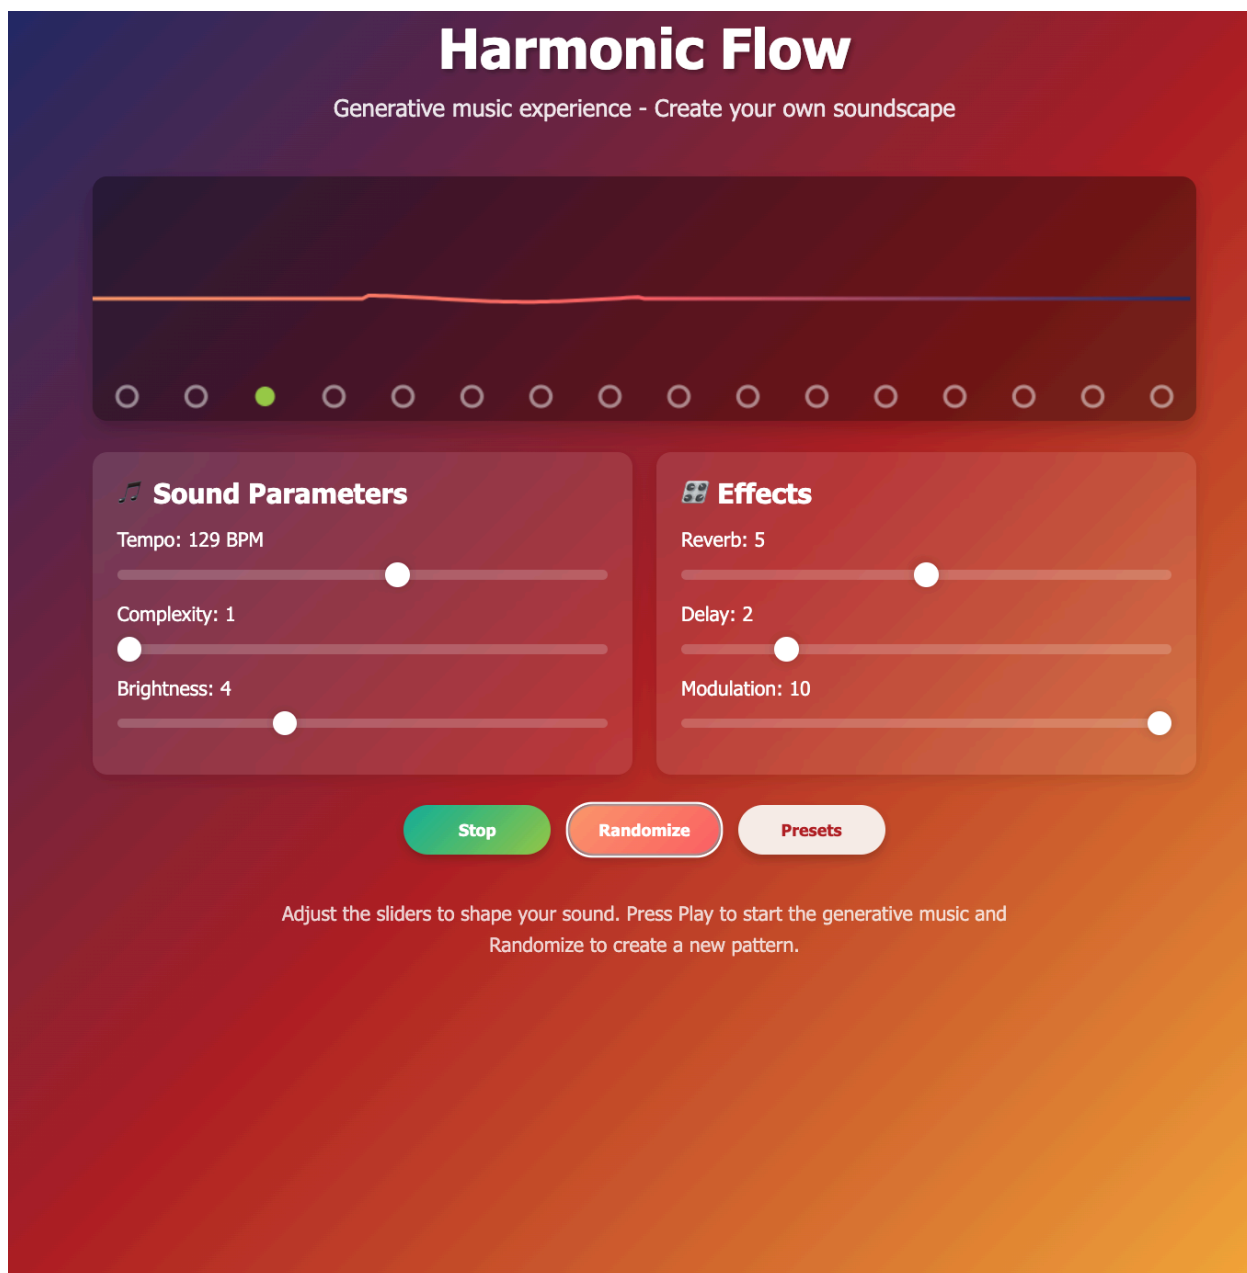 Harmonic Flow
Generative music experience - Create your own soundscape
🎵 Sound Parameters
Tempo: 129 BPM
Complexity: 1
Brightness: 4
🎛️ Effects
Reverb: 5
Delay: 2
Modulation: 10
Stop
Randomize
Presets
Adjust the sliders to shape your sound. Press Play to start the generative music and
Randomize to create a new pattern.